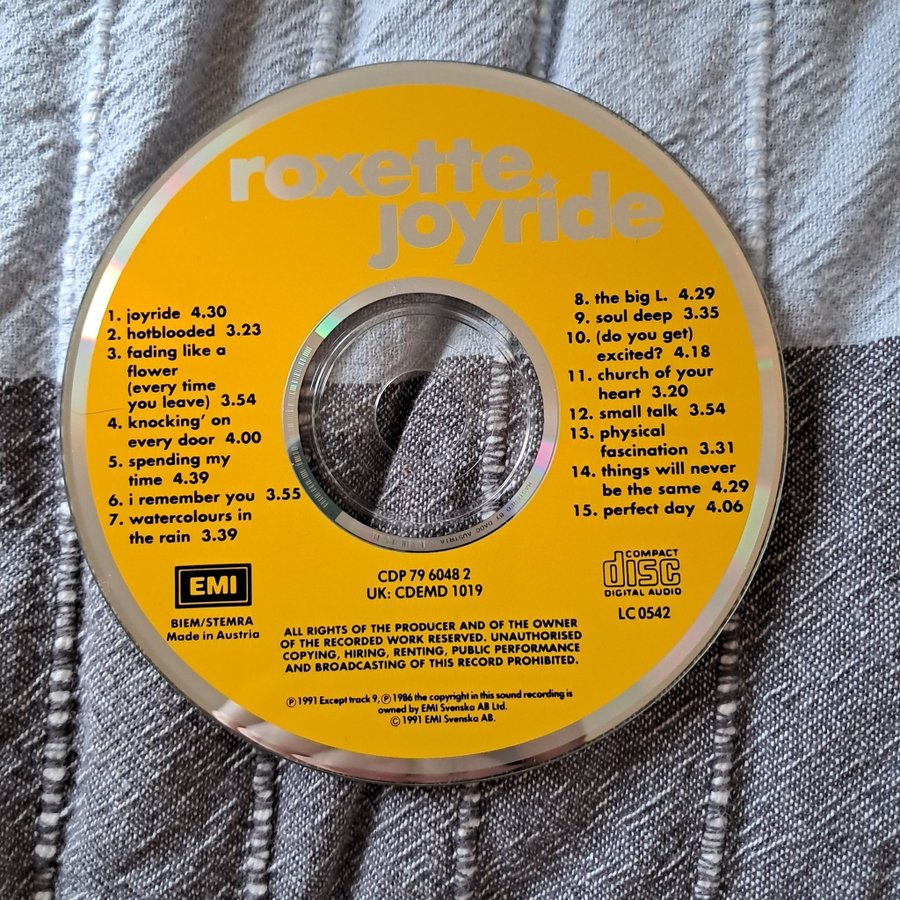 roxette
joyride
1. joyride 4.30
2. hotblooded 3.23
3. fading like a
flower
(every time
you leave) 3.54
4. knocking' on
every door 4.00
5. spending my
time 4.39
6. i remember you 3.55
7. watercolours in
the rain 3.39
8. the big L. 4.29
9. soul deep 3.35
10. (do you get)
excited? 4.18
11. church of your
heart 3.20
12. small talk 3.54
13. physical
fascination 3.31
14. things will never
be the same 4.29
15. perfect day 4.06
EMI
BIEM/STEMRA
Made in Austria
CDP 79 6048 2
UK: CDEMD 1019
COMPACT
disc
DIGITAL AUDIO
LC 0542
ALL RIGHTS OF THE PRODUCER AND OF THE OWNER
OF THE RECORDED WORK RESERVED. UNAUTHORISED
COPYING, HIRING, RENTING, PUBLIC PERFORMANCE
AND BROADCASTING OF THIS RECORD PROHIBITED.
Ⓟ 1991 Except track 9, Ⓟ 1986 the copyright in this sound recording is
owned by EMI Svenska AB Ltd.
© 1991 EMI Svenska AB.
MASTERED BY DADC AUSTRIA